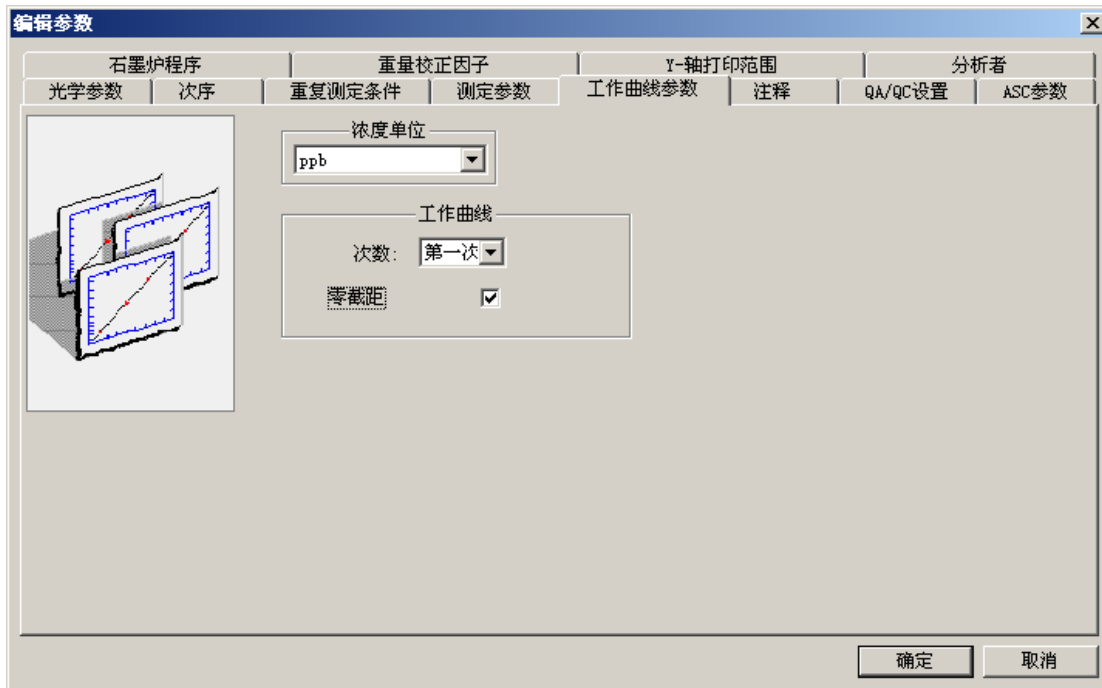 编辑参数
石墨炉程序 重量校正因子 Y-轴打印范围 分析者
光学参数 次序 重复测定条件 测定参数 工作曲线参数 注释 QA/QC设置 ASC参数
浓度单位
ppb
工作曲线
次数: 第一次
零截距
确定 取消